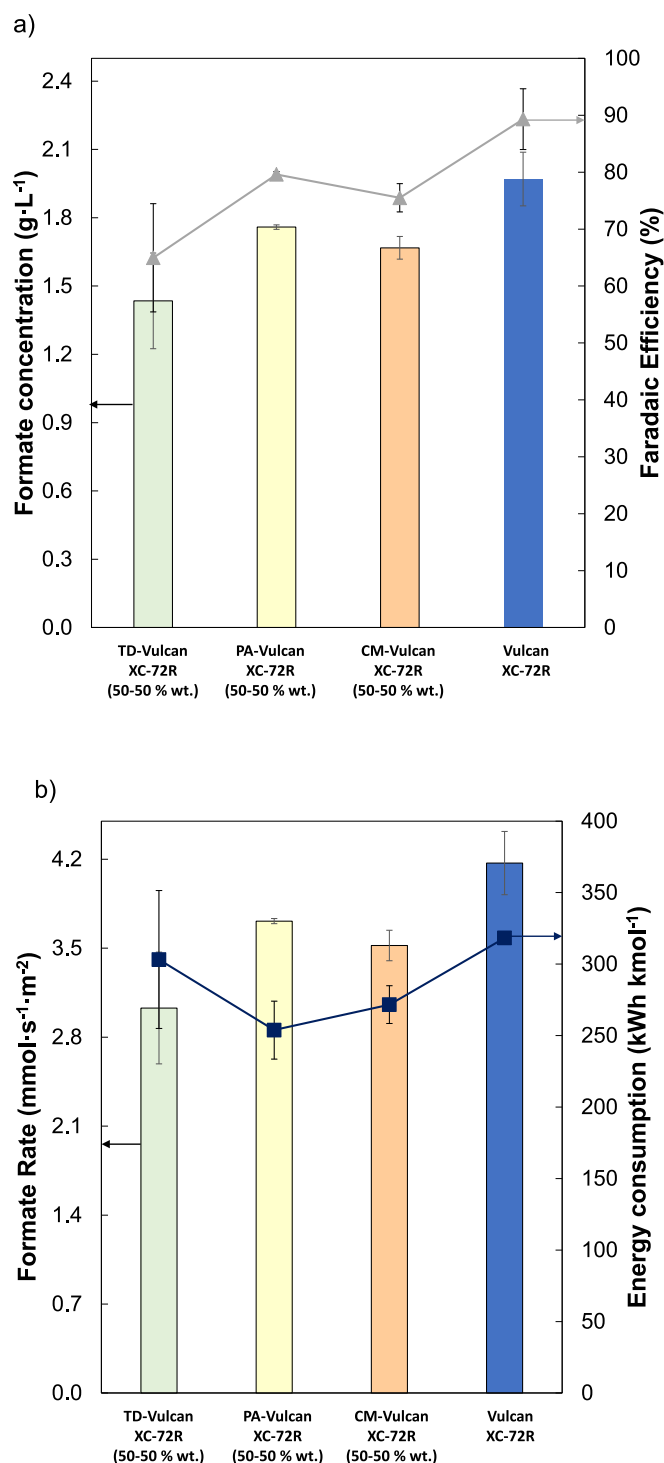 a)
Formate concentration (g·L⁻¹)
2.4
2.1
1.8
1.5
1.2
0.9
0.6
0.3
0.0
100
90
80
70
60
50
40
30
20
10
0
Faradaic Efficiency (%)
TD-Vulcan
XC-72R
(50-50 % wt.)
PA-Vulcan
XC-72R
(50-50 % wt.)
CM-Vulcan
XC-72R
(50-50 % wt.)
Vulcan
XC-72R
b)
Formate Rate (mmol·s⁻¹·m⁻²)
4.2
3.5
2.8
2.1
1.4
0.7
0.0
400
350
300
250
200
150
100
50
0
Energy consumption (kWh kmol⁻¹)
TD-Vulcan
XC-72R
(50-50 % wt.)
PA-Vulcan
XC-72R
(50-50 % wt.)
CM-Vulcan
XC-72R
(50-50 % wt.)
Vulcan
XC-72R